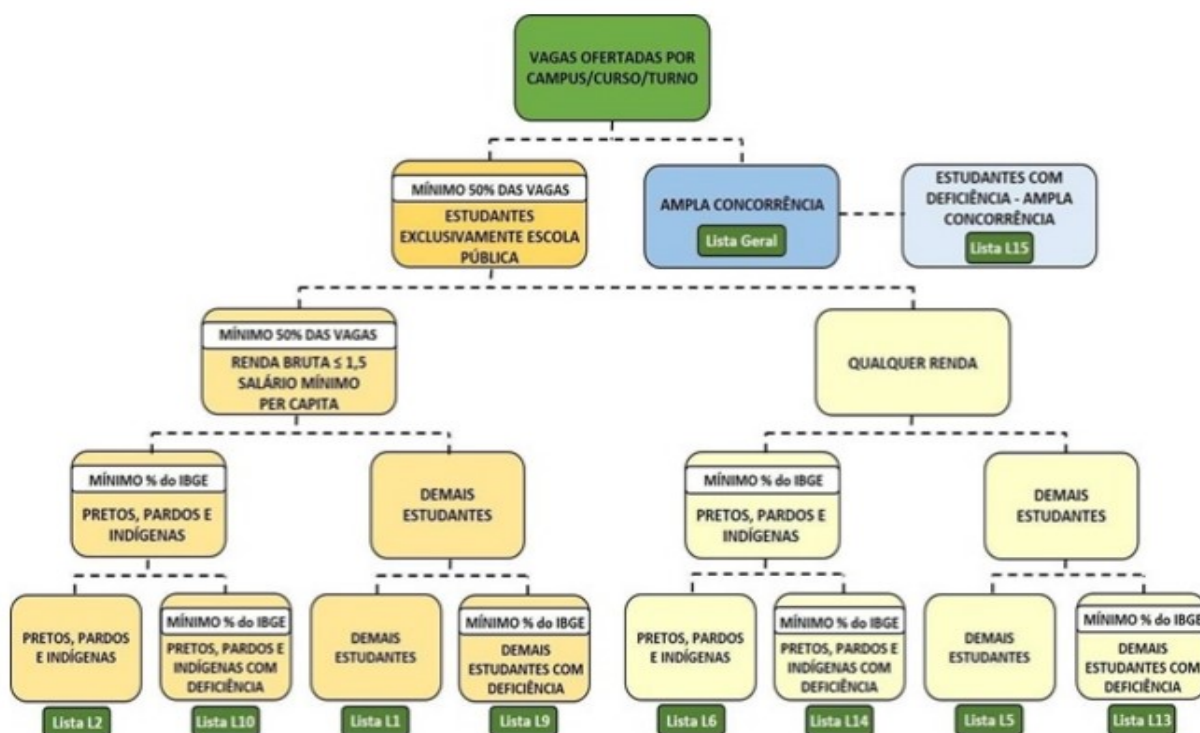 VAGAS OFERTADAS POR
CAMPUS/CURSO/TURNO
MÍNIMO 50% DAS VAGAS
ESTUDANTES
EXCLUSIVAMENTE ESCOLA
PÚBLICA
AMPLA CONCORRÊNCIA
Lista Geral
ESTUDANTES COM
DEFICIÊNCIA - AMPLA
CONCORRÊNCIA
Lista L15
MÍNIMO 50% DAS VAGAS
RENDA BRUTA ≤ 1,5
SALÁRIO MÍNIMO
PER CAPITA
QUALQUER RENDA
MÍNIMO % do IBGE
PRETOS, PARDOS E
INDÍGENAS
DEMAIS
ESTUDANTES
MÍNIMO % do IBGE
PRETOS, PARDOS E
INDÍGENAS
DEMAIS
ESTUDANTES
PRETOS, PARDOS
E INDÍGENAS
Lista L2
MÍNIMO % do IBGE
PRETOS, PARDOS E
INDÍGENAS COM
DEFICIÊNCIA
Lista L10
DEMAIS
ESTUDANTES
Lista L1
MÍNIMO % do IBGE
DEMAIS
ESTUDANTES COM
DEFICIÊNCIA
Lista L9
PRETOS, PARDOS
E INDÍGENAS
Lista L6
MÍNIMO % do IBGE
PRETOS, PARDOS E
INDÍGENAS COM
DEFICIÊNCIA
Lista L14
DEMAIS
ESTUDANTES
Lista L5
MÍNIMO % do IBGE
DEMAIS
ESTUDANTES COM
DEFICIÊNCIA
Lista L13